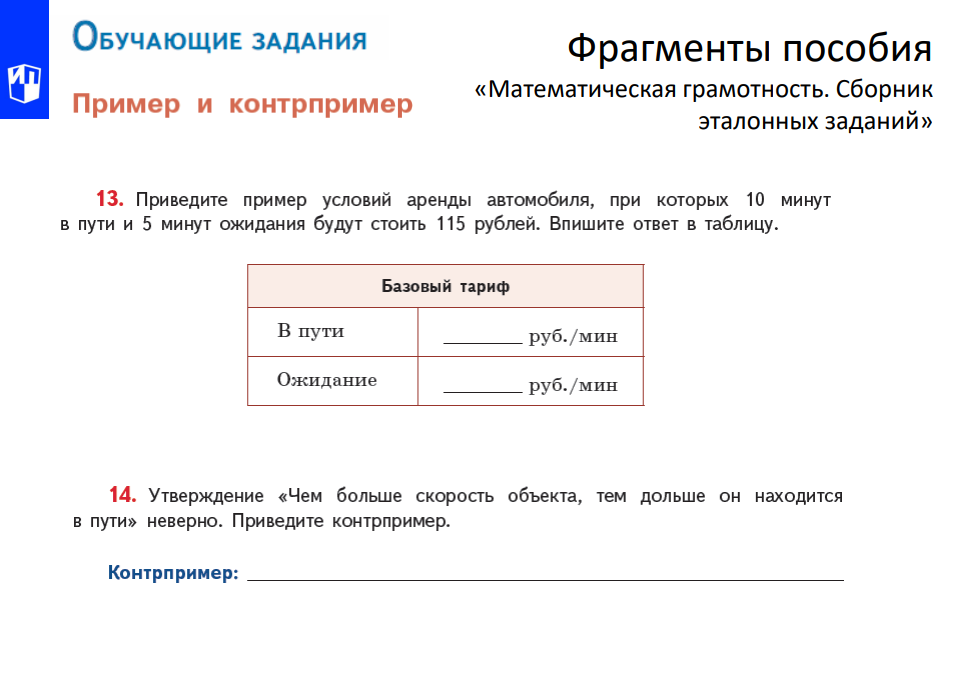 Обучающие задания
Пример и контрпример
Фрагменты пособия
«Математическая грамотность. Сборник
эталонных заданий»
13. Приведите пример условий аренды автомобиля, при которых 10 минут
в пути и 5 минут ожидания будут стоить 115 рублей. Впишите ответ в таблицу.
Базовый тариф
В пути ________ руб./мин
Ожидание ________ руб./мин
14. Утверждение «Чем больше скорость объекта, тем дольше он находится
в пути» неверно. Приведите контрпример.
Контрпример: